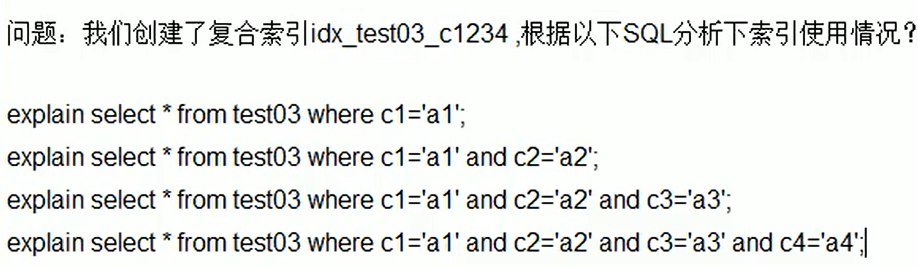 问题：我们创建了复合索引idx_test03_c1234 ,根据以下SQL分析下索引使用情况？
explain select * from test03 where c1='a1';
explain select * from test03 where c1='a1' and c2='a2';
explain select * from test03 where c1='a1' and c2='a2' and c3='a3';
explain select * from test03 where c1='a1' and c2='a2' and c3='a3' and c4='a4';